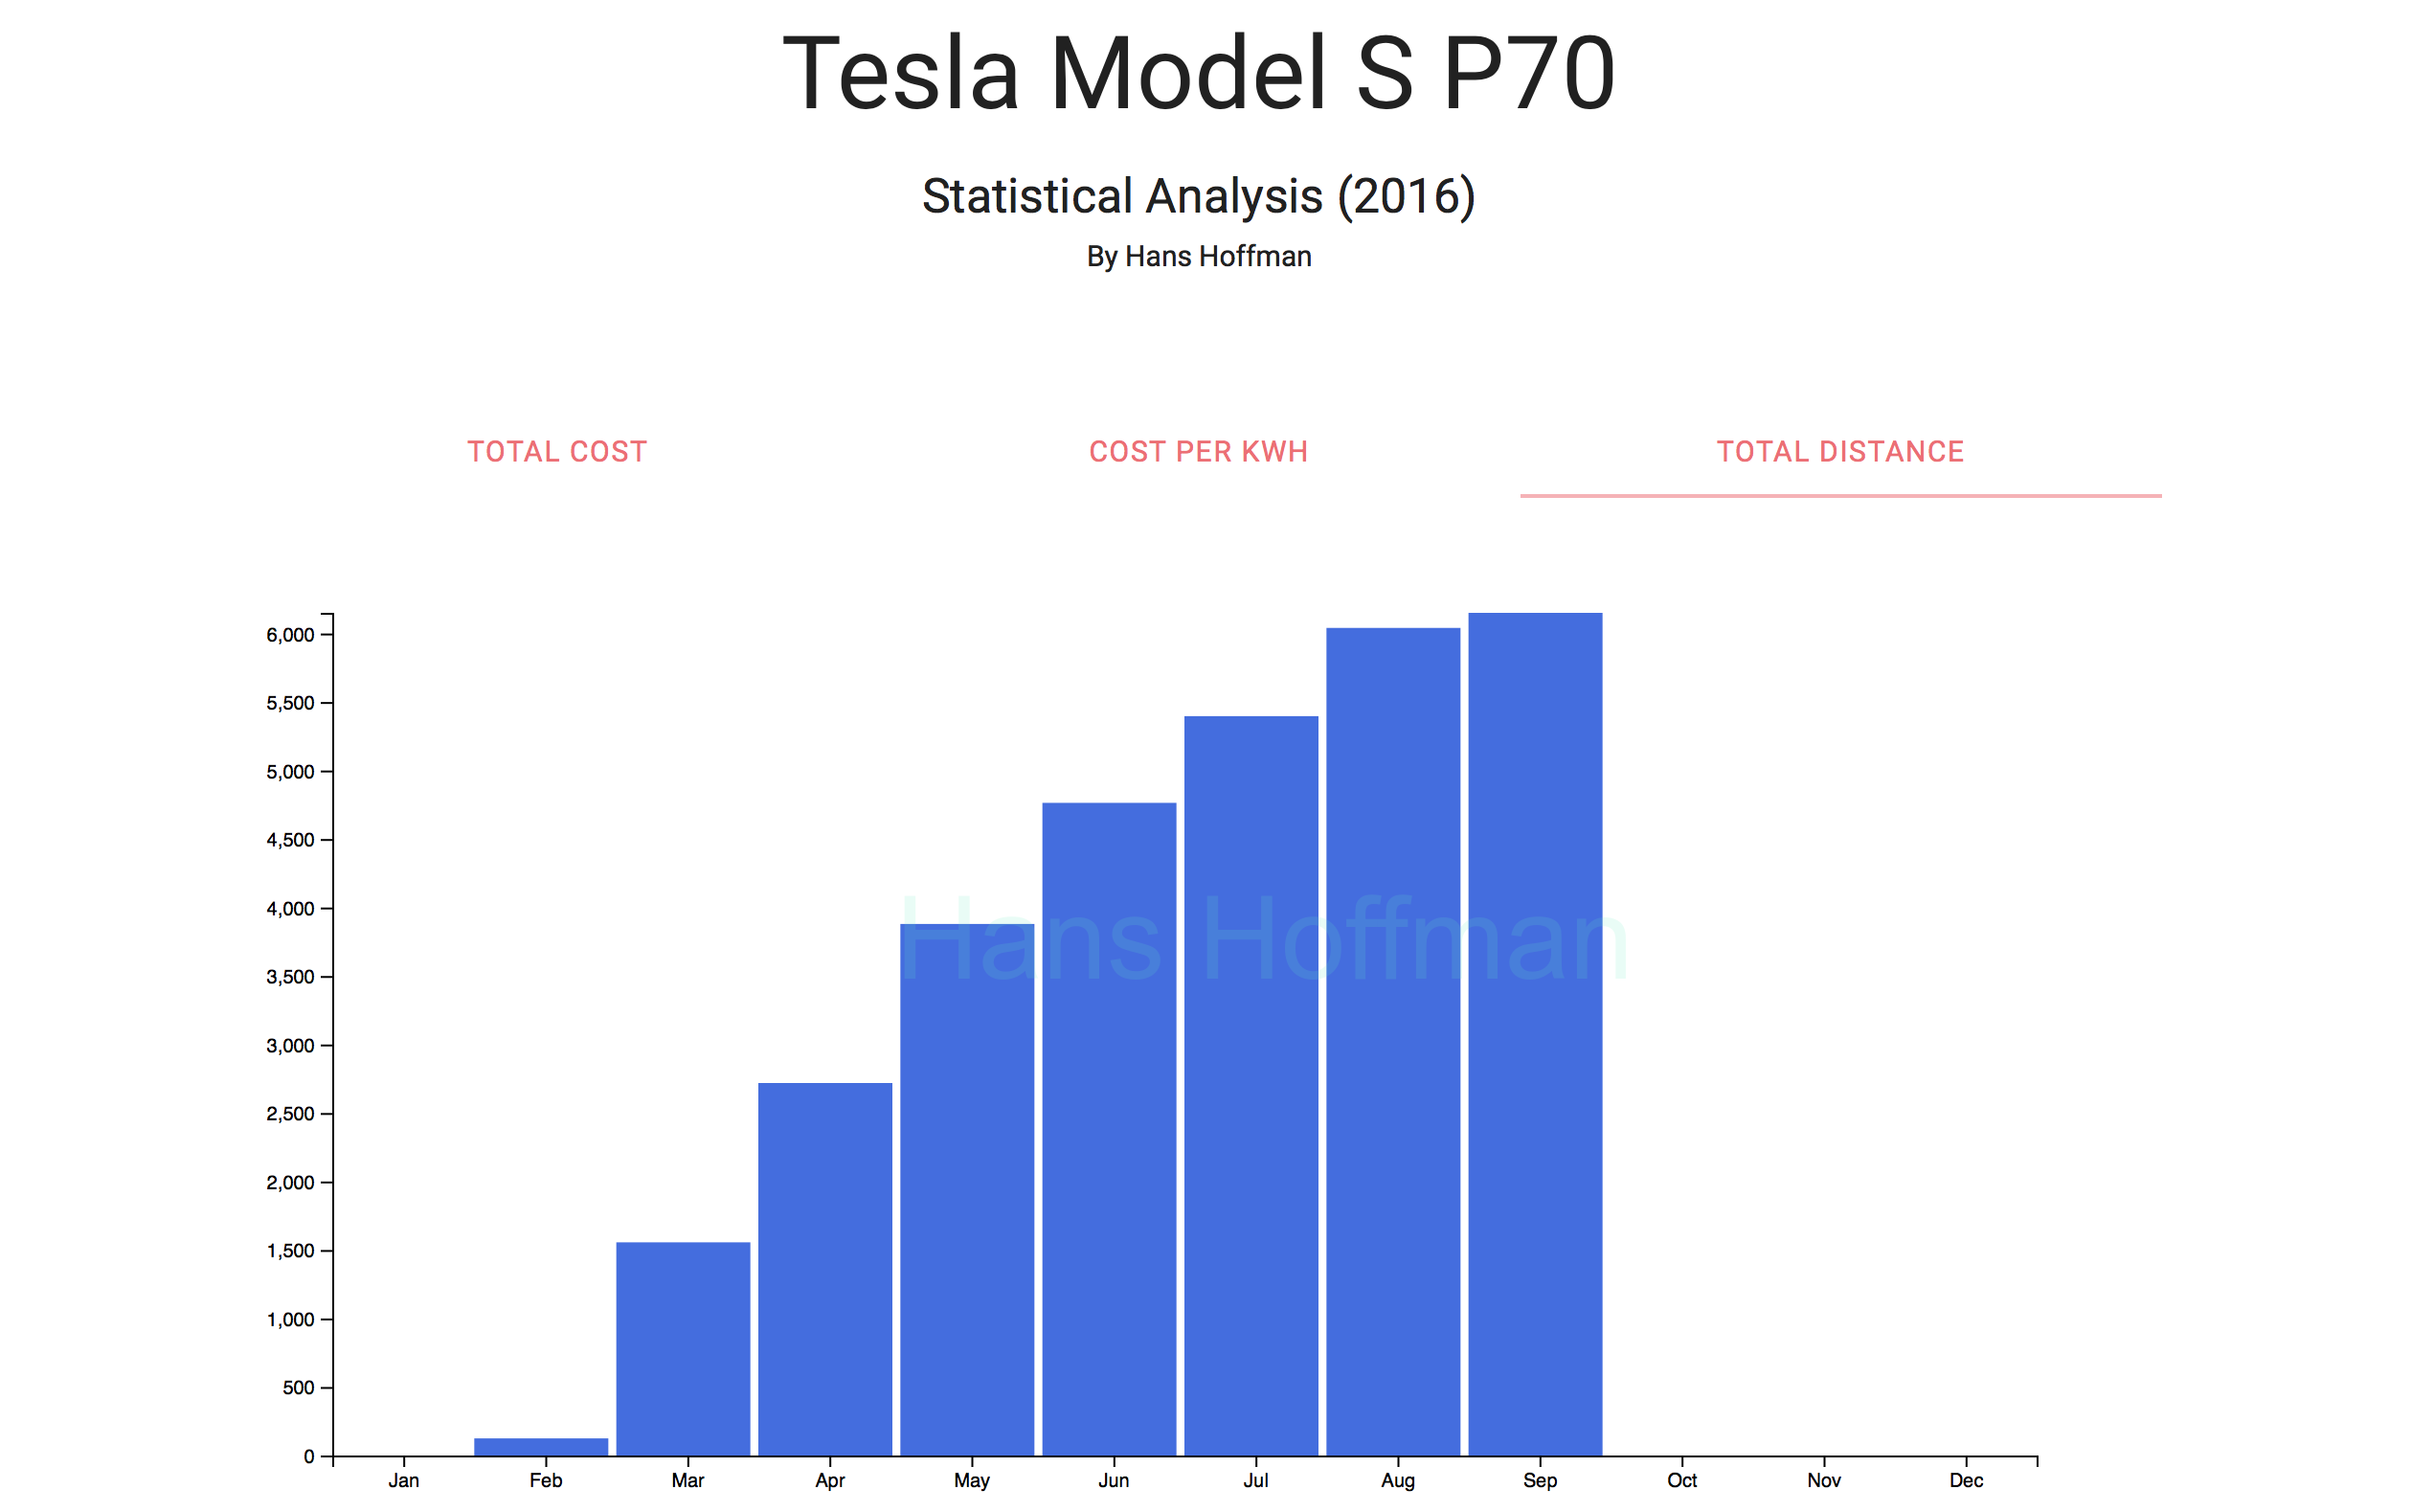 Tesla Model S P70
Statistical Analysis (2016)
By Hans Hoffman
TOTAL COST
COST PER KWH
TOTAL DISTANCE
6,000
5,500
5,000
4,500
4,000
3,500
3,000
2,500
2,000
1,500
1,000
500
0
Hans Hoffman
Jan Feb Mar Apr May Jun Jul Aug Sep Oct Nov Dec